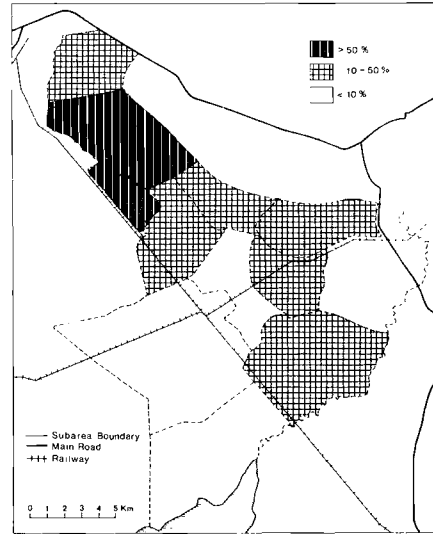 > 50 %
10 - 50 %
< 10 %
Subarea Boundary
Main Road
Railway
0 1 2 3 4 5 Km